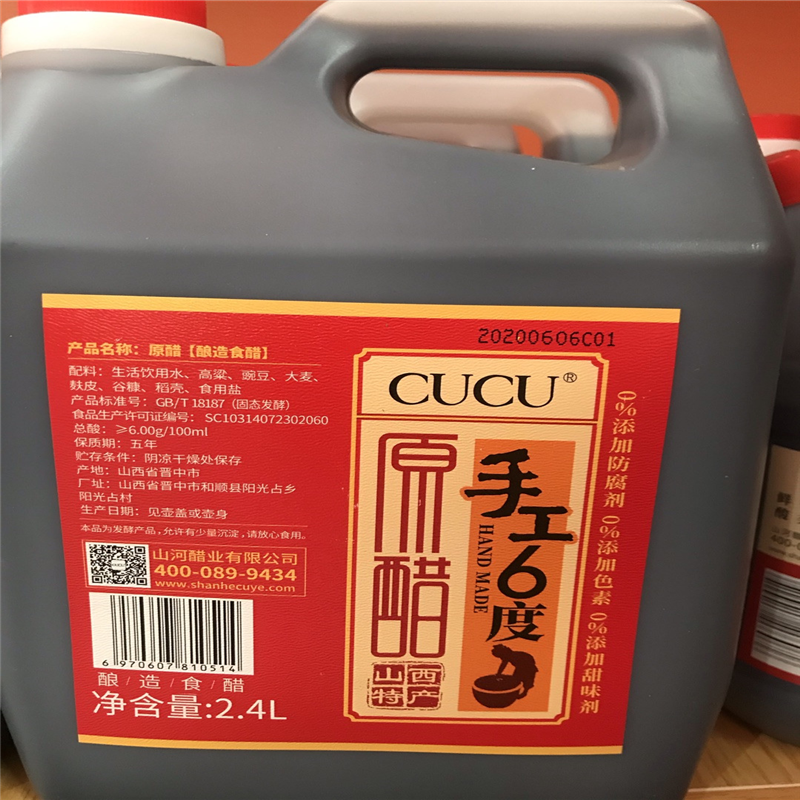 20200606C01
产品名称：原醋【酿造食醋】
配料：生活饮用水、高粱、豌豆、大麦、
麸皮、谷糠、稻壳、食用盐
产品标准号：GB/T 18187（固态发酵）
食品生产许可证编号：SC10314072302060
总酸：≥6.00g/100ml
保质期：五年
贮存条件：阴凉干燥处保存
产地：山西省晋中市
厂址：山西省晋中市和顺县阳光占乡
阳光占村
生产日期：见壶盖或壶身
本品为发酵产品，允许有少量沉淀，请放心食用。
山河醋业有限公司
400-089-9434
www.shanhecuye.com
6 970607 810514
酿/造/食/醋
净含量:2.4L
CUCU®
原醋
手工6度
HAND MADE
山西特产
0%添加防腐剂 0%添加色素 0%添加甜味剂